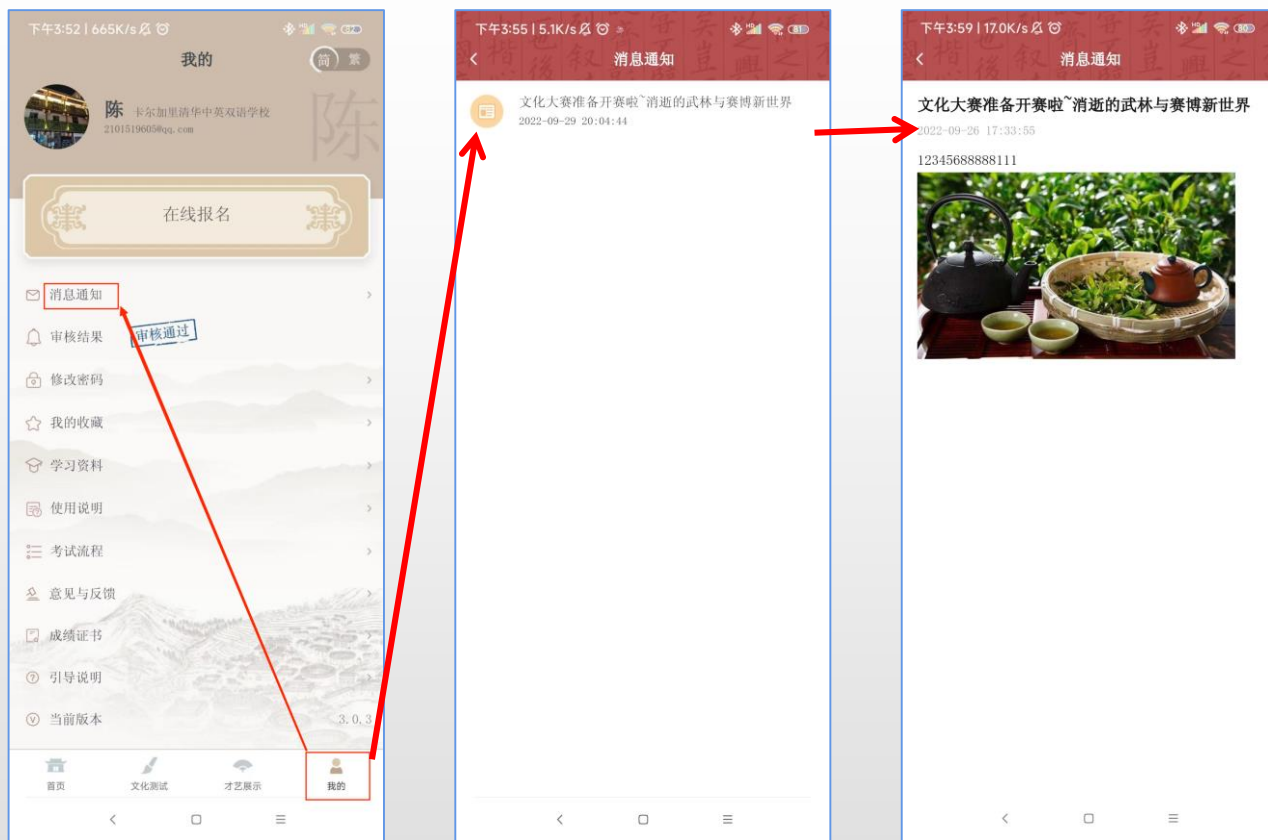 下午3:52 | 665K/s
我的
简 繁
陈 卡尔加里清华中英双语学校
2101519605@qq.com
陈
在线报名
消息通知
审核结果 审核通过
修改密码
我的收藏
学习资料
使用说明
考试流程
意见与反馈
成绩证书
引导说明
当前版本 3.0.3
首页 文化测试 才艺展示 我的
下午3:55 | 5.1K/s
消息通知
文化大赛准备开赛啦~消逝的武林与赛博新世界
2022-09-29 20:04:44
下午3:59 | 17.0K/s
消息通知
文化大赛准备开赛啦~消逝的武林与赛博新世界
2022-09-26 17:33:55
12345688888111